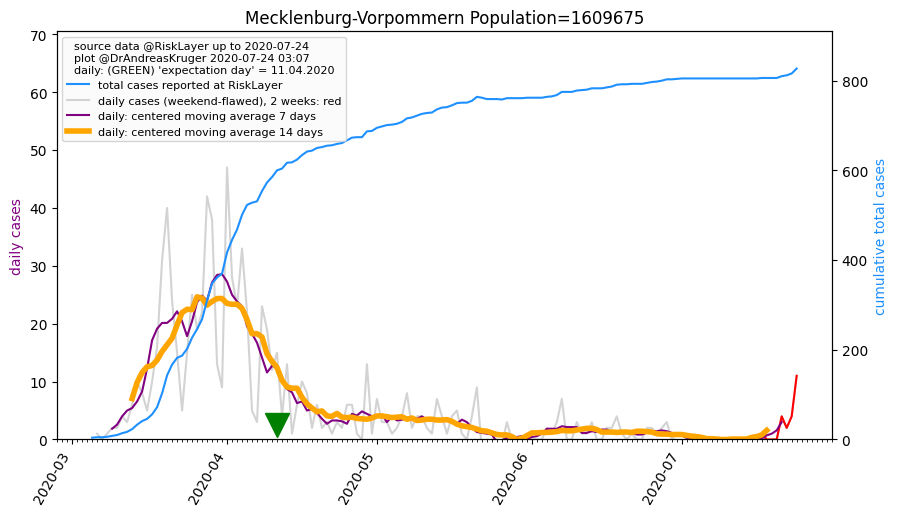 Mecklenburg-Vorpommern Population=1609675
source data @RiskLayer up to 2020-07-24
plot @DrAndreasKruger 2020-07-24 03:07
daily: (GREEN) 'expectation day' = 11.04.2020
total cases reported at RiskLayer
daily cases (weekend-flawed), 2 weeks: red
daily: centered moving average 7 days
daily: centered moving average 14 days
daily cases
70
60
50
40
30
20
10
0
cumulative total cases
800
600
400
200
0
2020-03
2020-04
2020-05
2020-06
2020-07